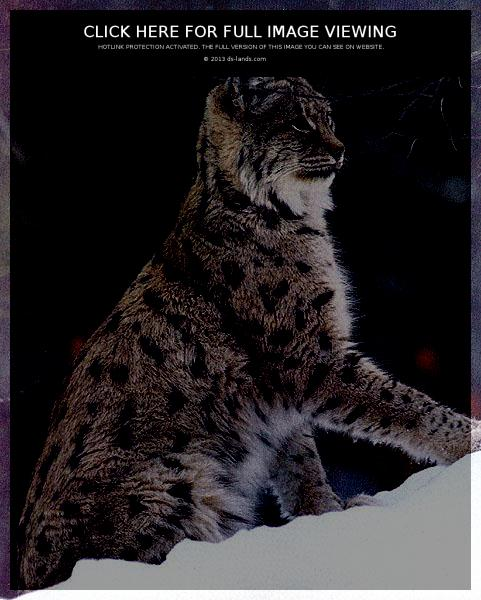 CLICK HERE FOR FULL IMAGE VIEWING
HOTLINK PROTECTION ACTIVATED. THE FULL VERSION OF THIS IMAGE YOU CAN SEE ON WEBSITE.
© 2013 ds-lands.com